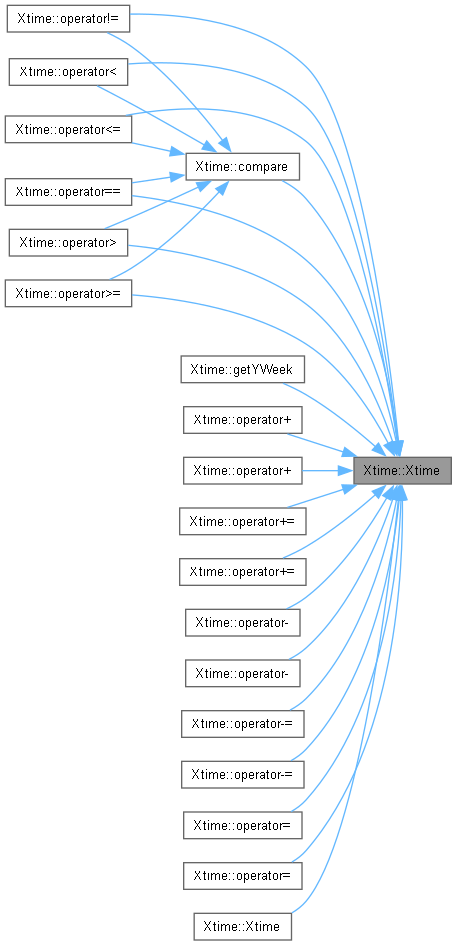 Xtime::operator!=
Xtime::operator<
Xtime::operator<=
Xtime::compare
Xtime::operator==
Xtime::operator>
Xtime::operator>=
Xtime::getYWeek
Xtime::operator+
Xtime::Xtime
Xtime::operator+
Xtime::operator+=
Xtime::operator+=
Xtime::operator-
Xtime::operator-
Xtime::operator-=
Xtime::operator-=
Xtime::operator=
Xtime::operator=
Xtime::Xtime